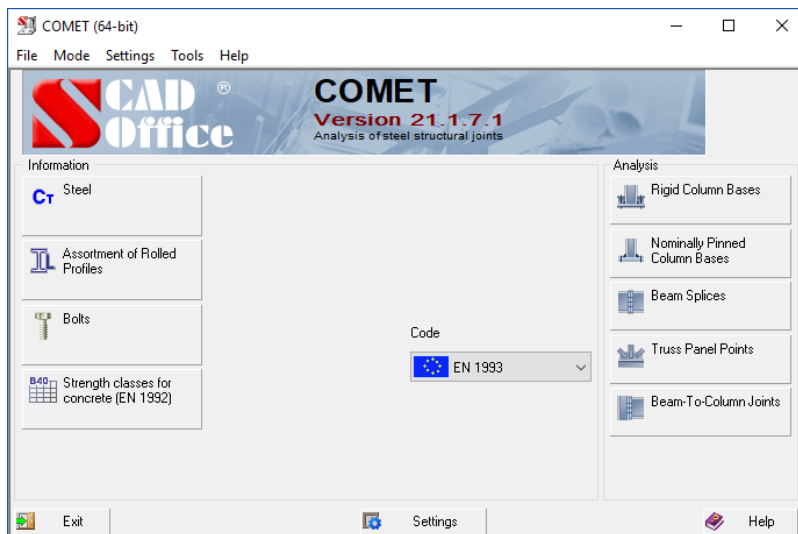 COMET (64-bit)
File Mode Settings Tools Help
SCAD ®
Office
COMET
Version 21.1.7.1
Analysis of steel structural joints
Information
Ст Steel
Assortment of Rolled
Profiles
Bolts
B40 Strength classes for
concrete (EN 1992)
Code
EN 1993
Analysis
Rigid Column Bases
Nominally Pinned
Column Bases
Beam Splices
Truss Panel Points
Beam-To-Column Joints
Exit
Settings
Help